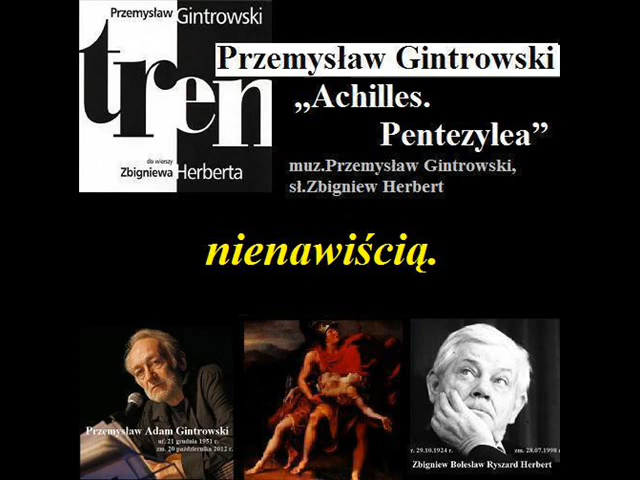 Przemysław Gintrowski
tren
do wierszy
Zbigniewa Herberta
Przemysław Gintrowski
„Achilles.
Pentezylea”
muz.Przemysław Gintrowski,
sł.Zbigniew Herbert
nienawiścią.
Przemysław Adam Gintrowski
ur. 21 grudnia 1951 r.
zm. 20 października 2012 r.
r. 29.10.1924 r. zm. 28.07.1998 r
Zbigniew Bolesław Ryszard Herbert